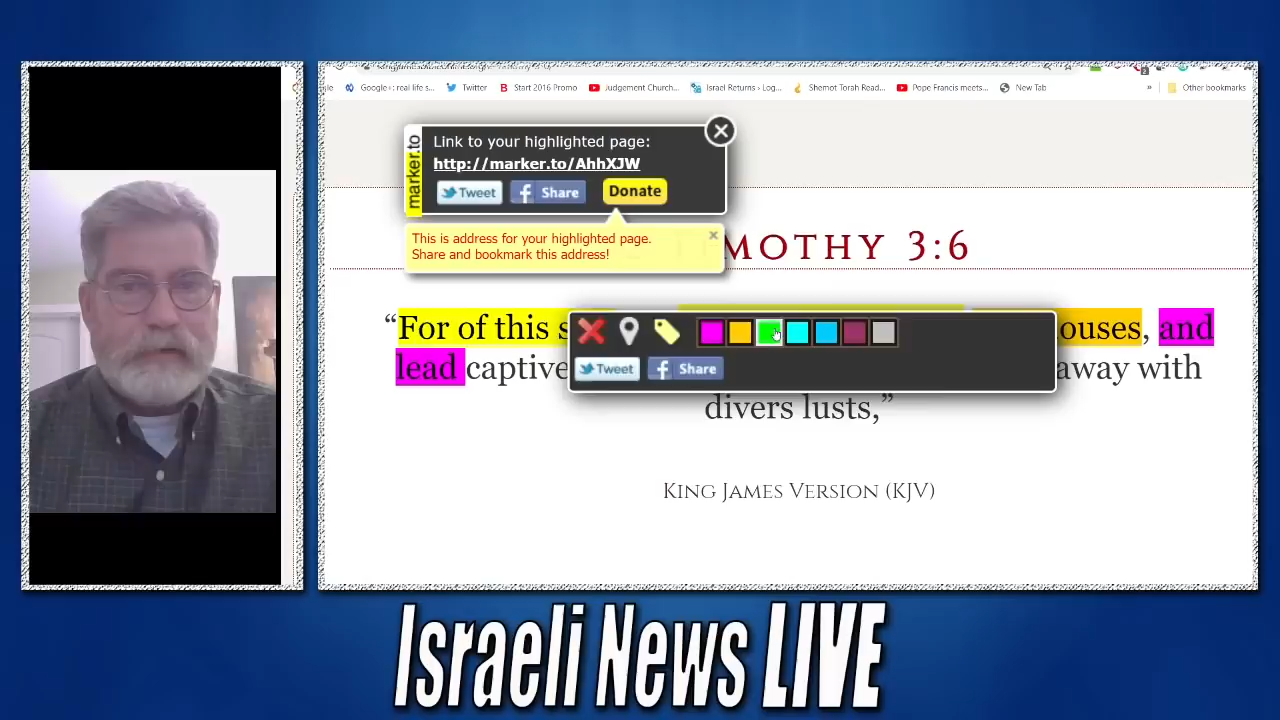 Google+: real life s...
Twitter
Start 2016 Promo
Judgement Church...
Israel Returns › Log...
Shemot Torah Read...
Pope Francis meets...
New Tab
»
Other bookmarks
marker.to
Link to your highlighted page:
http://marker.to/AhhXJW
Tweet
Share
Donate
This is address for your highlighted page.
Share and bookmark this address!
MOTHY 3:6
“For of this s
ouses, and
lead captive
away with
divers lusts,”
Tweet
Share
King James Version (KJV)
Israeli News LIVE